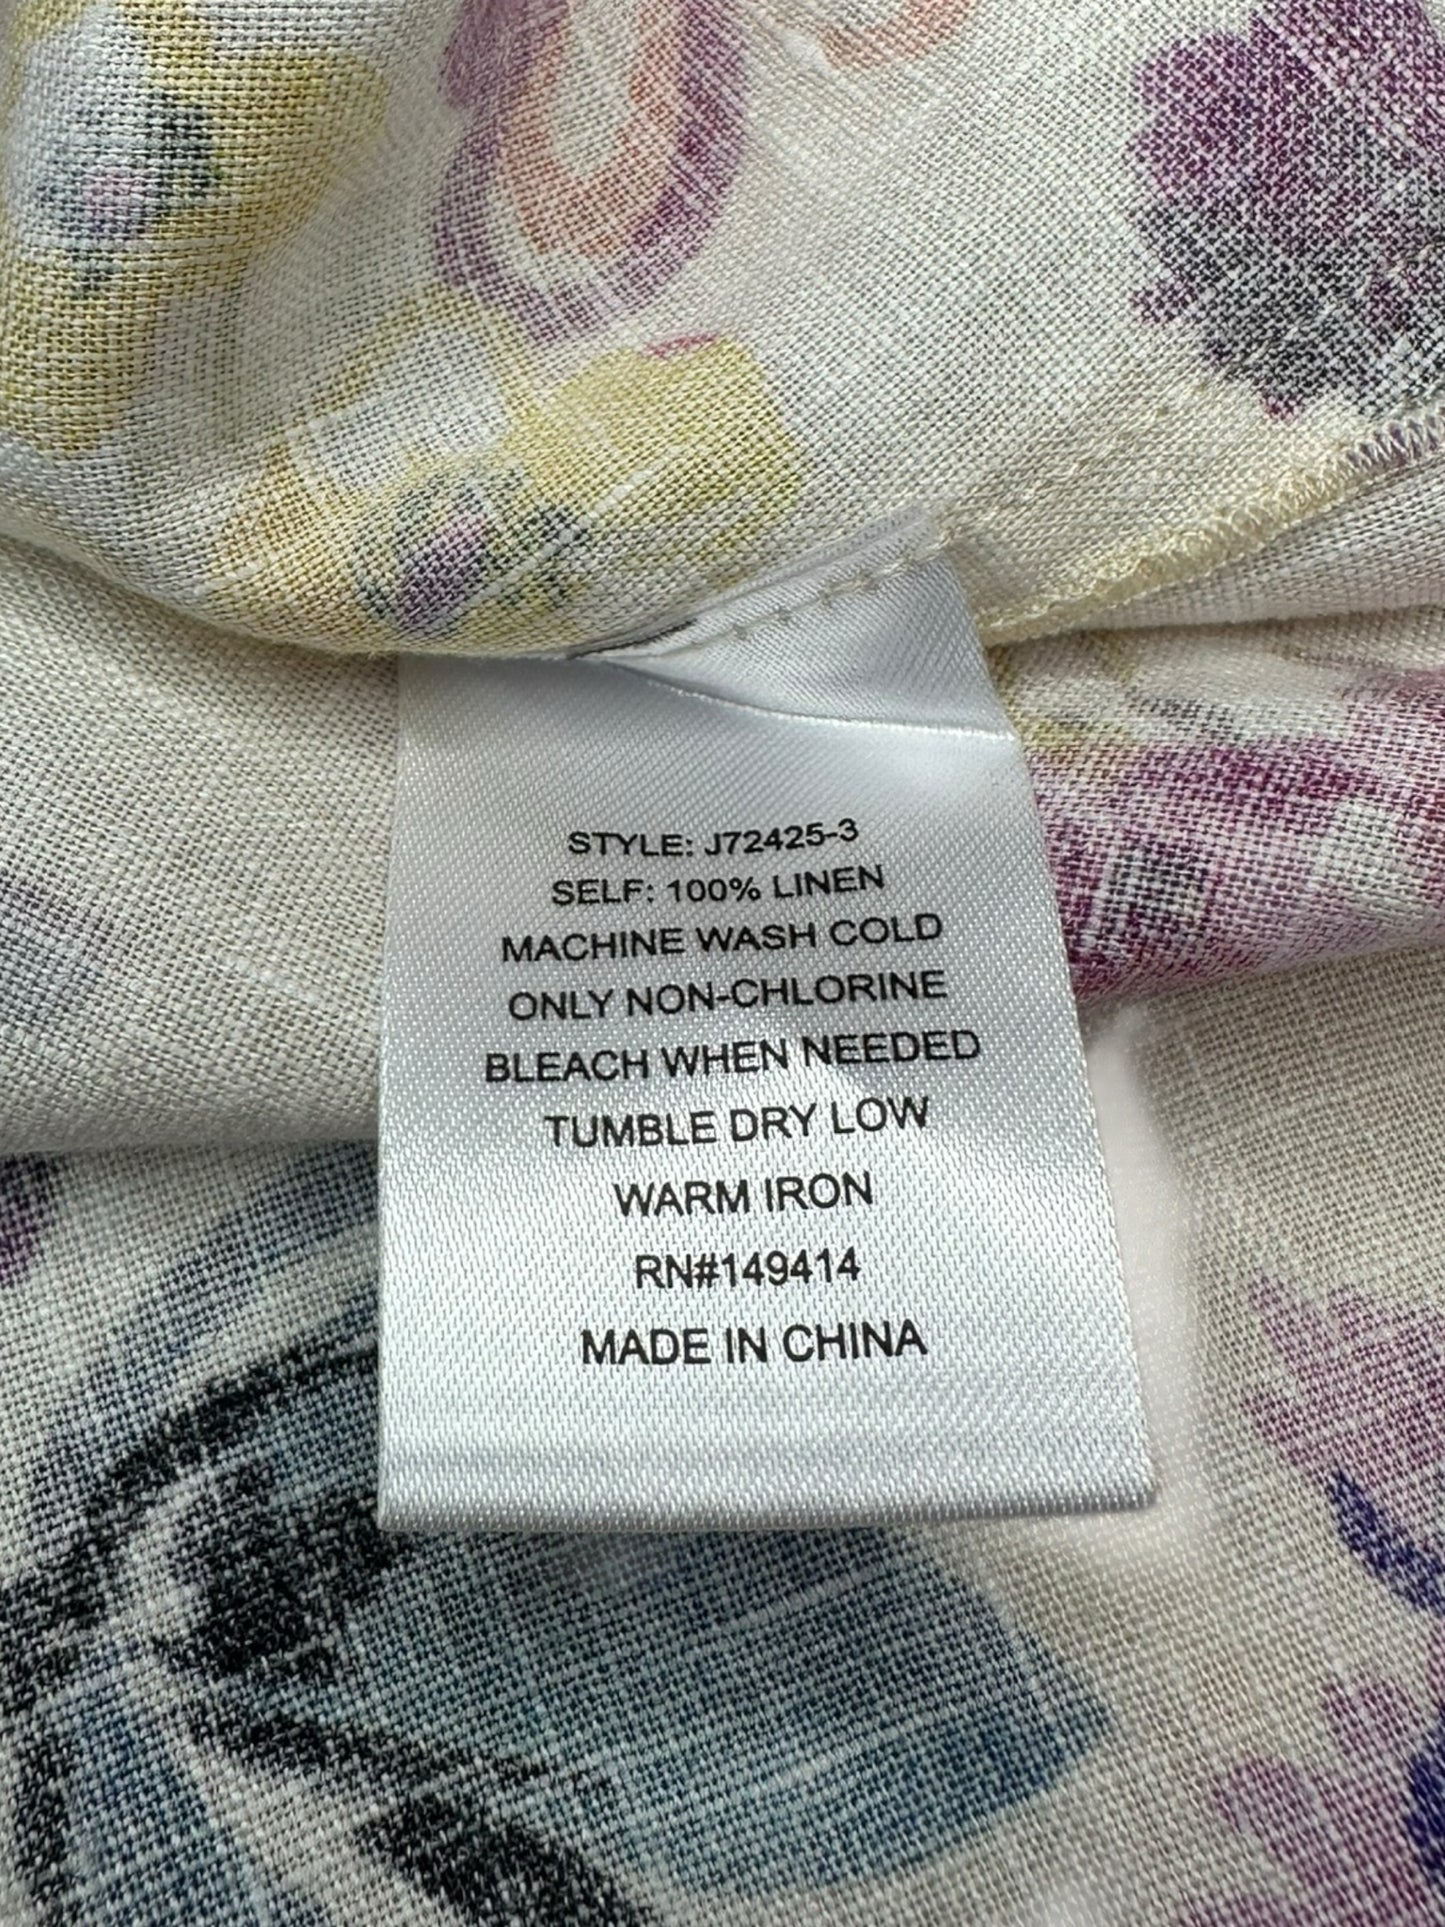 STYLE: J72425-3
SELF: 100% LINEN
MACHINE WASH COLD
ONLY NON-CHLORINE
BLEACH WHEN NEEDED
TUMBLE DRY LOW
WARM IRON
RN#149414
MADE IN CHINA